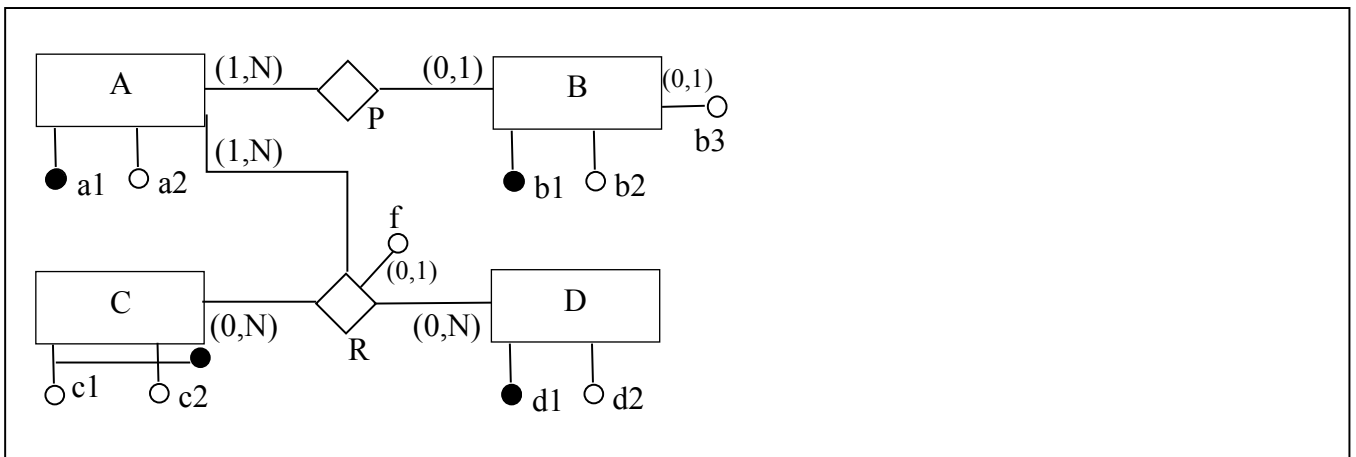 A (1,N) P (0,1) B (0,1)
b3
a1 a2 (1,N) b1 b2
f
(0,1)
C (0,N) R (0,N) D
c1 c2 d1 d2